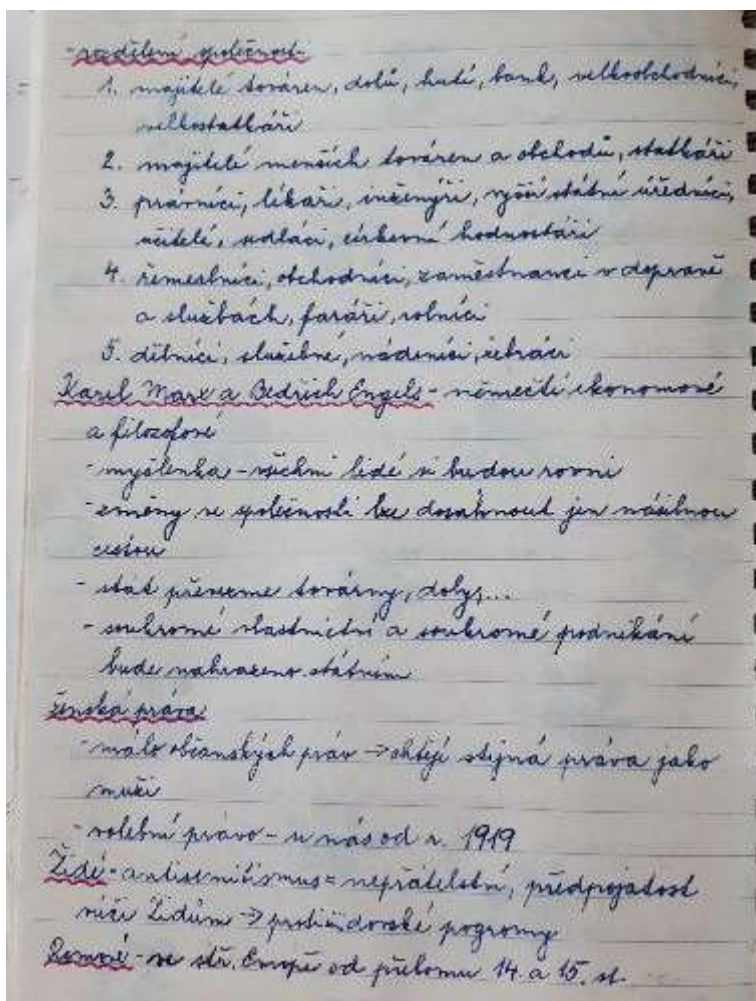 - rozdělení společnosti
1. majitelé továren, dolů, hutí, bank, velkoobchodníci,
velkostatkáři
2. majitelé menších továren a obchodů, statkáři
3. právníci, lékaři, inženýři, vyšší státní úředníci,
učitelé, sedláci, církevní hodnostáři
4. řemeslníci, obchodníci, zaměstnanci v dopravě
a službách, faráři, rolníci
5. dělníci, služebné, nádeníci, žebráci
Karel Marx a Bedřich Engels - němečtí ekonomové
a filozofové
- myšlenka - všichni lidé si budou rovni
- změny ve společnosti lze dosáhnout jen násilnou
cestou
- stát převezme továrny, doly,...
- soukromé vlastnictví a soukromé podnikání
bude nahrazeno státním
ženská práva
- málo občanských práv -> chtějí stejná práva jako
muži
- volební právo - u nás od r. 1919
Židé - antisemitismus = nepřátelství, předpojatost
vůči Židům -> protižidovské pogromy
Romové - ve stř. Evropě od přelomu 14. a 15. st.